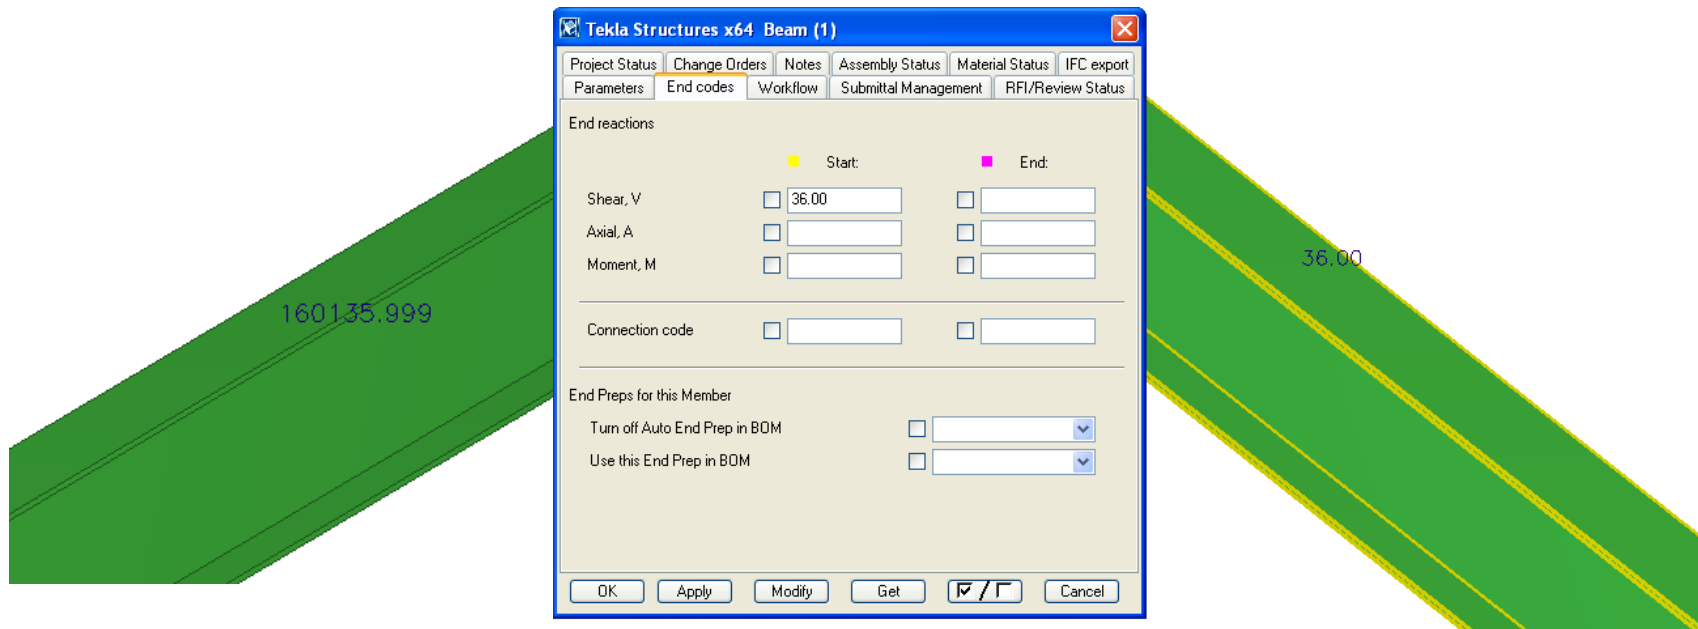 Tekla Structures x64 Beam (1)
Project Status Change Orders Notes Assembly Status Material Status IFC export
Parameters End codes Workflow Submittal Management RFI/Review Status
End reactions
Start: End:
Shear, V 36.00
Axial, A
Moment, M
Connection code
End Preps for this Member
Turn off Auto End Prep in BOM
Use this End Prep in BOM
OK Apply Modify Get / Cancel
160135.999
36.00